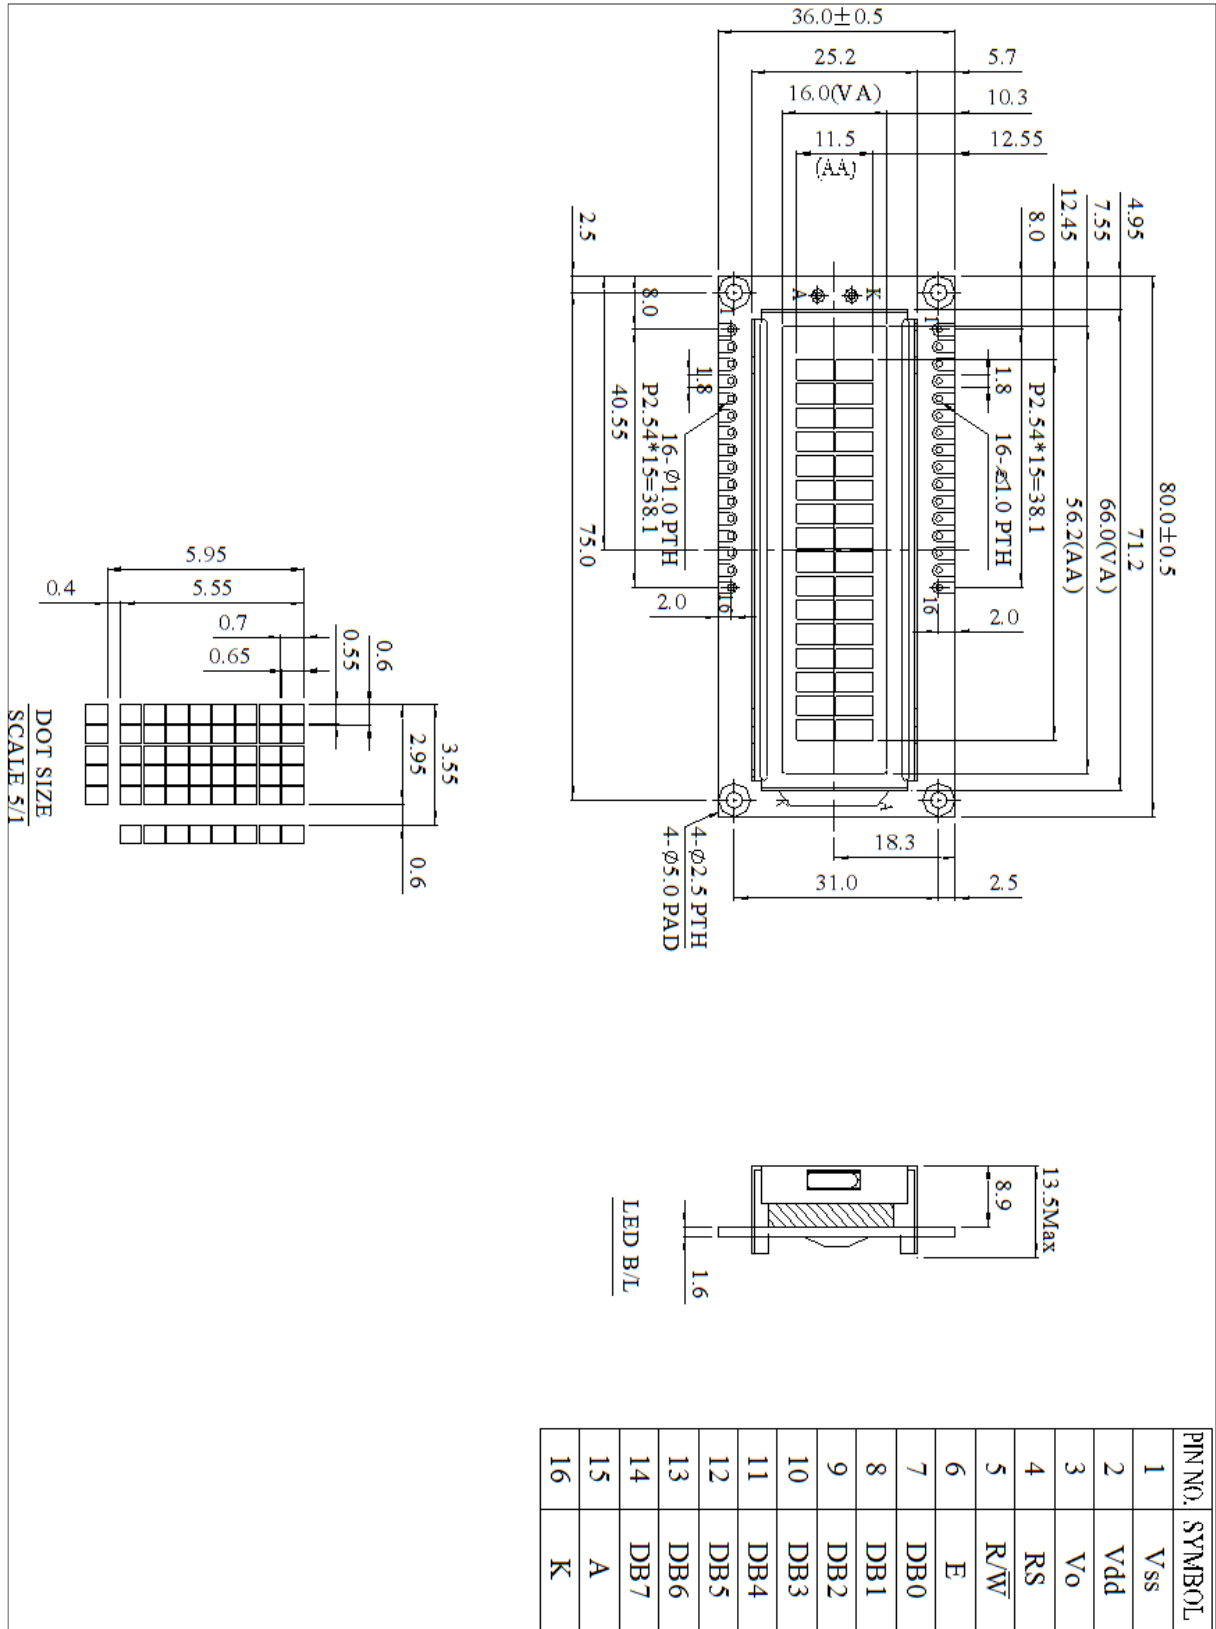 36.0±0.5
25.2
5.7
16.0(VA)
10.3
11.5
(AA)
12.55
4.95
7.55
12.45
8.0
2.5
80.0±0.5
71.2
66.0(VA)
56.2(AA)
P2.54*15=38.1
16-Ø1.0 PTH
1.8
1
16
2.0
A
K
8.0
1
1.8
40.55
P2.54*15=38.1
16-Ø1.0 PTH
75.0
16
2.0
K
A
18.3
31.0
2.5
4-Ø2.5 PTH
4-Ø5.0 PAD
5.95
0.4
5.55
0.7
0.65
0.6
0.55
3.55
2.95
0.6
DOT SIZE
SCALE 5/1
13.5Max
8.9
1.6
LED B/L
PIN NO. SYMBOL
1 Vss
2 Vdd
3 Vo
4 RS
5 R/W̅
6 E
7 DB0
8 DB1
9 DB2
10 DB3
11 DB4
12 DB5
13 DB6
14 DB7
15 A
16 K